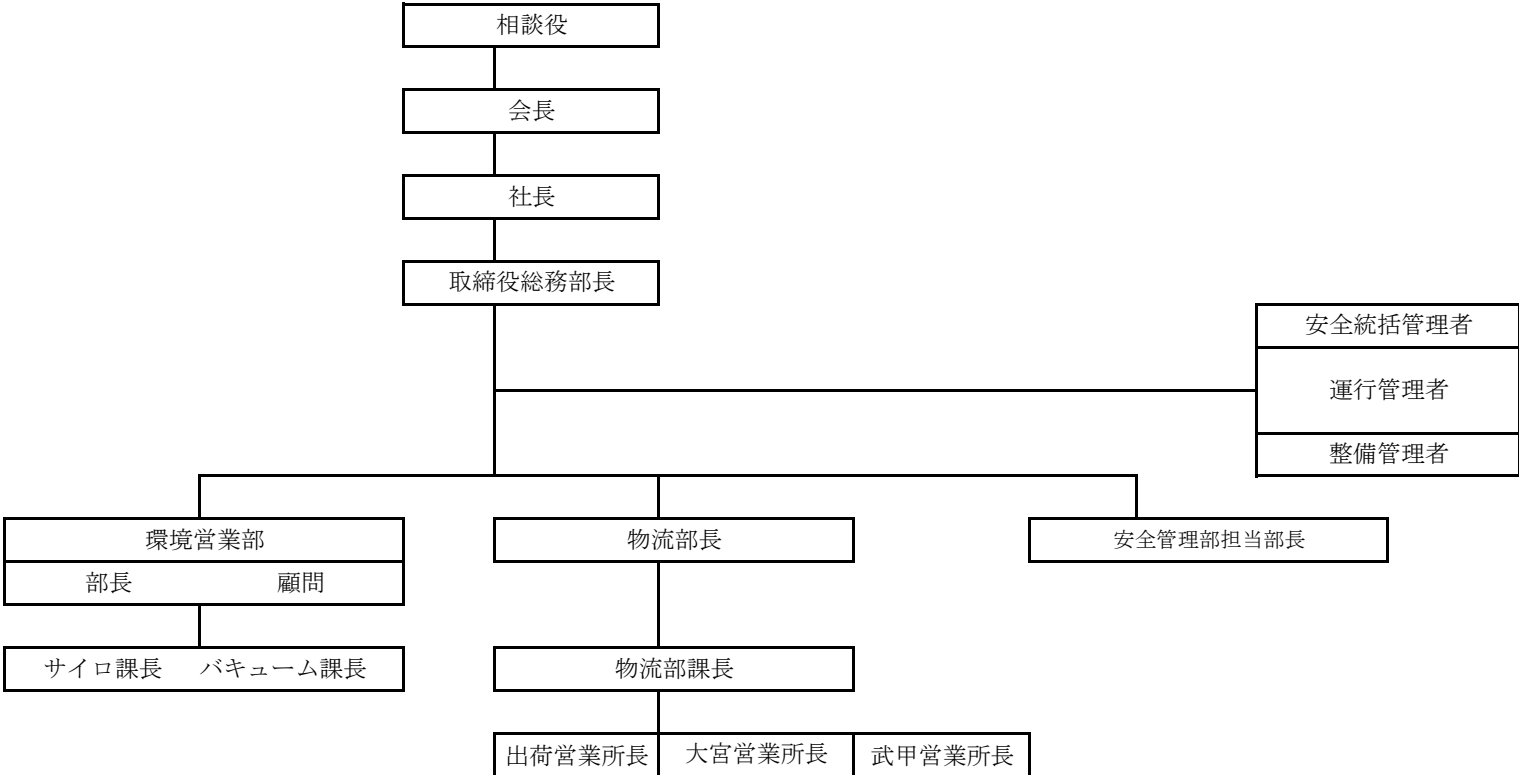 相談役
会長
社長
取締役総務部長
安全統括管理者
運行管理者
整備管理者
環境営業部
部長 顧問
物流部長
安全管理部担当部長
サイロ課長 バキューム課長
物流部課長
出荷営業所長 大宮営業所長 武甲営業所長